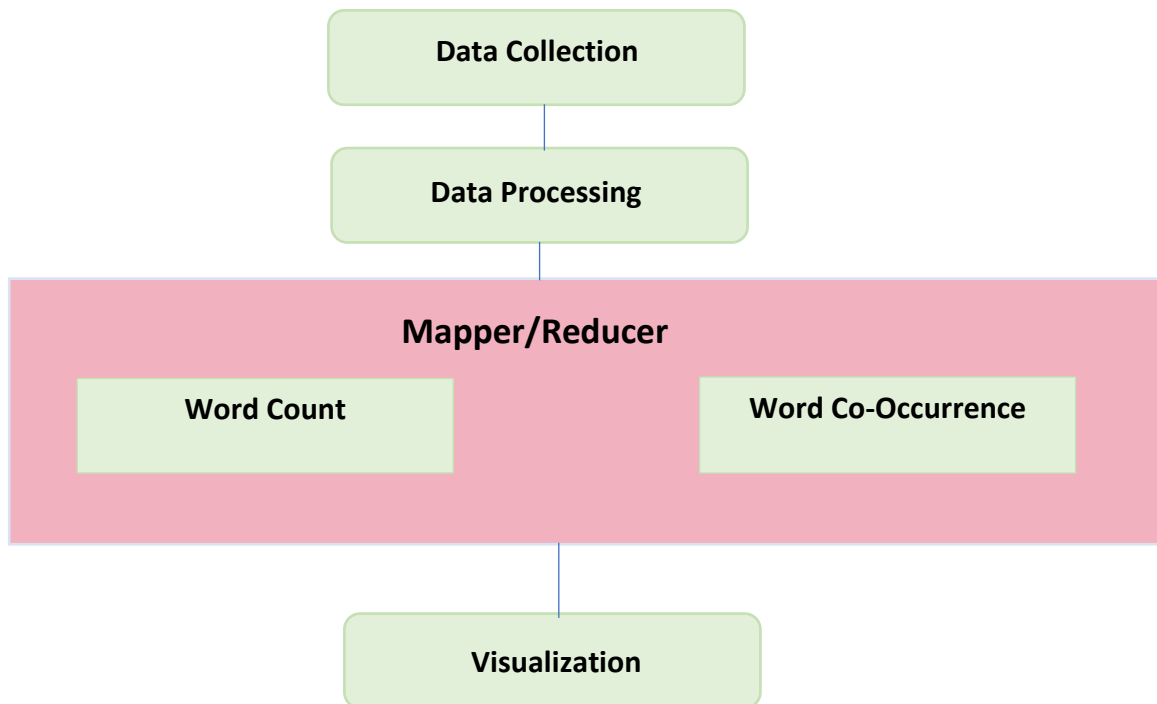 Data Collection
Data Processing
Mapper/Reducer
Word Count
Word Co-Occurrence
Visualization